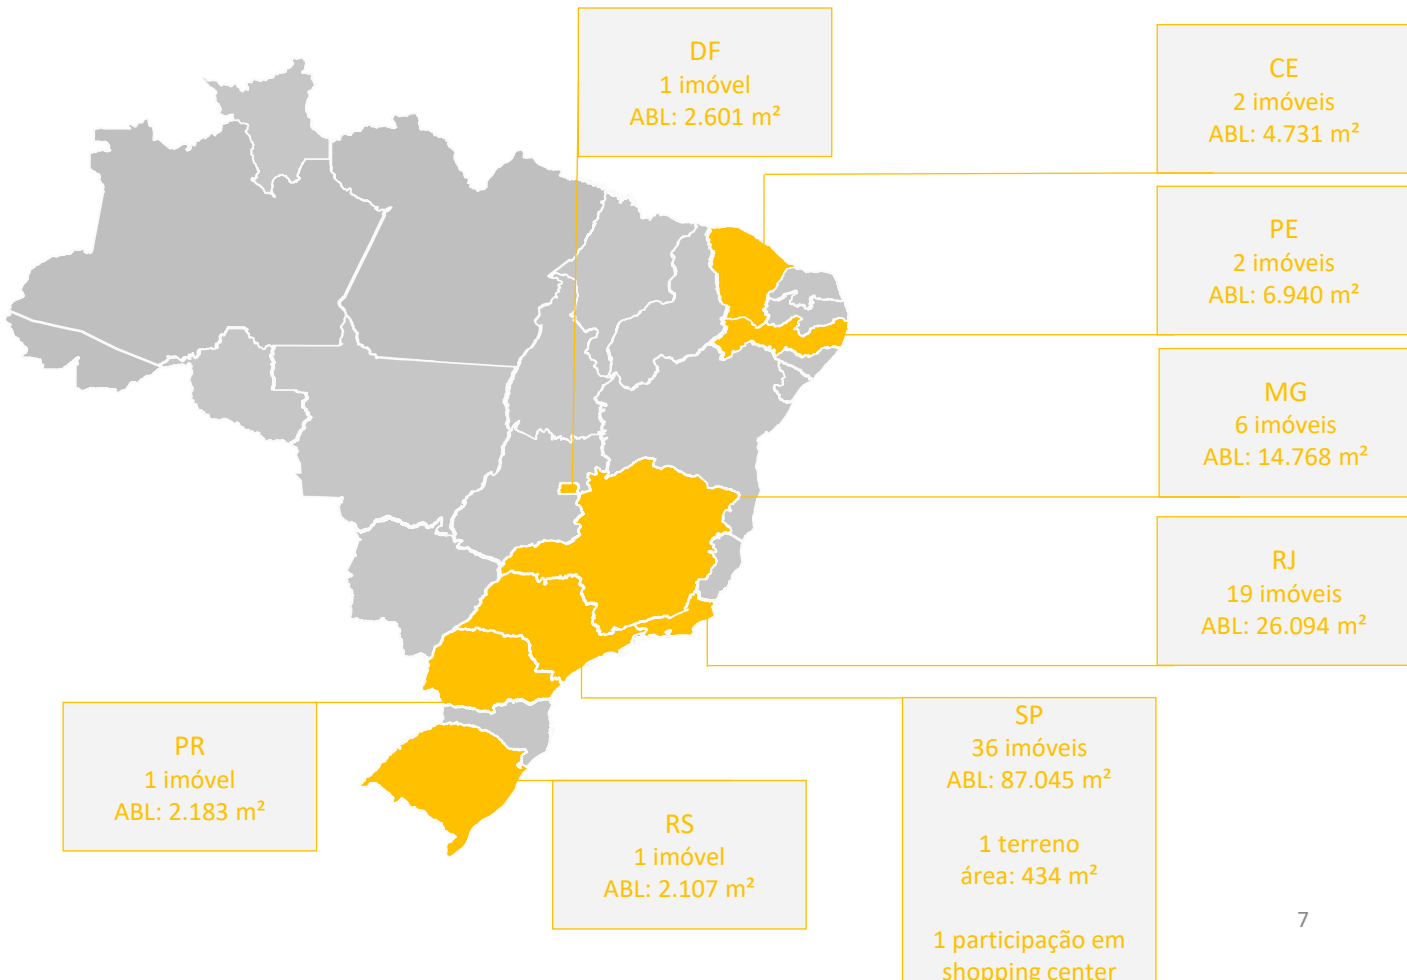 DF
1 imóvel
ABL: 2.601 m²
CE
2 imóveis
ABL: 4.731 m²
PE
2 imóveis
ABL: 6.940 m²
MG
6 imóveis
ABL: 14.768 m²
RJ
19 imóveis
ABL: 26.094 m²
SP
36 imóveis
ABL: 87.045 m²
1 terreno
área: 434 m²
1 participação em
shopping center
PR
1 imóvel
ABL: 2.183 m²
RS
1 imóvel
ABL: 2.107 m²
7